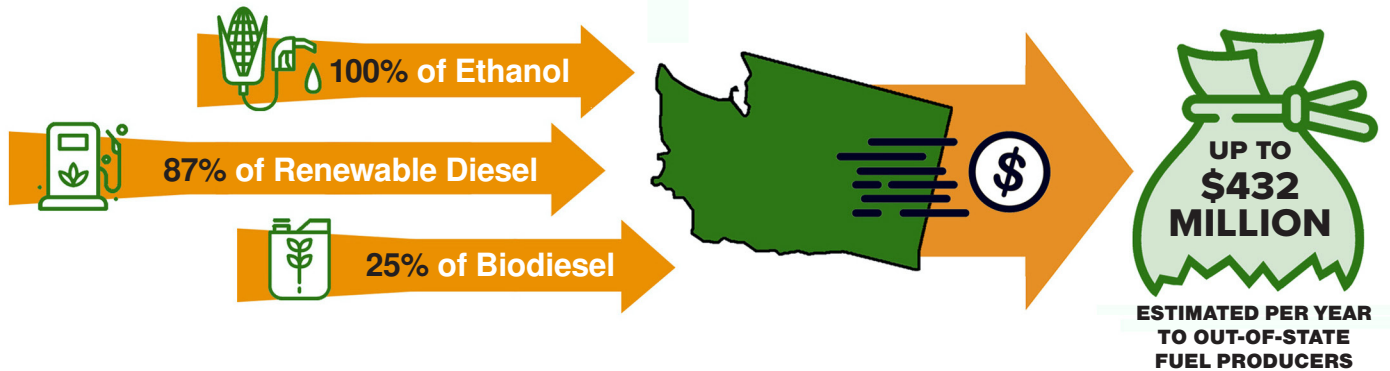 100% of Ethanol
87% of Renewable Diesel
25% of Biodiesel
$
UP TO
$432
MILLION
ESTIMATED PER YEAR
TO OUT-OF-STATE
FUEL PRODUCERS